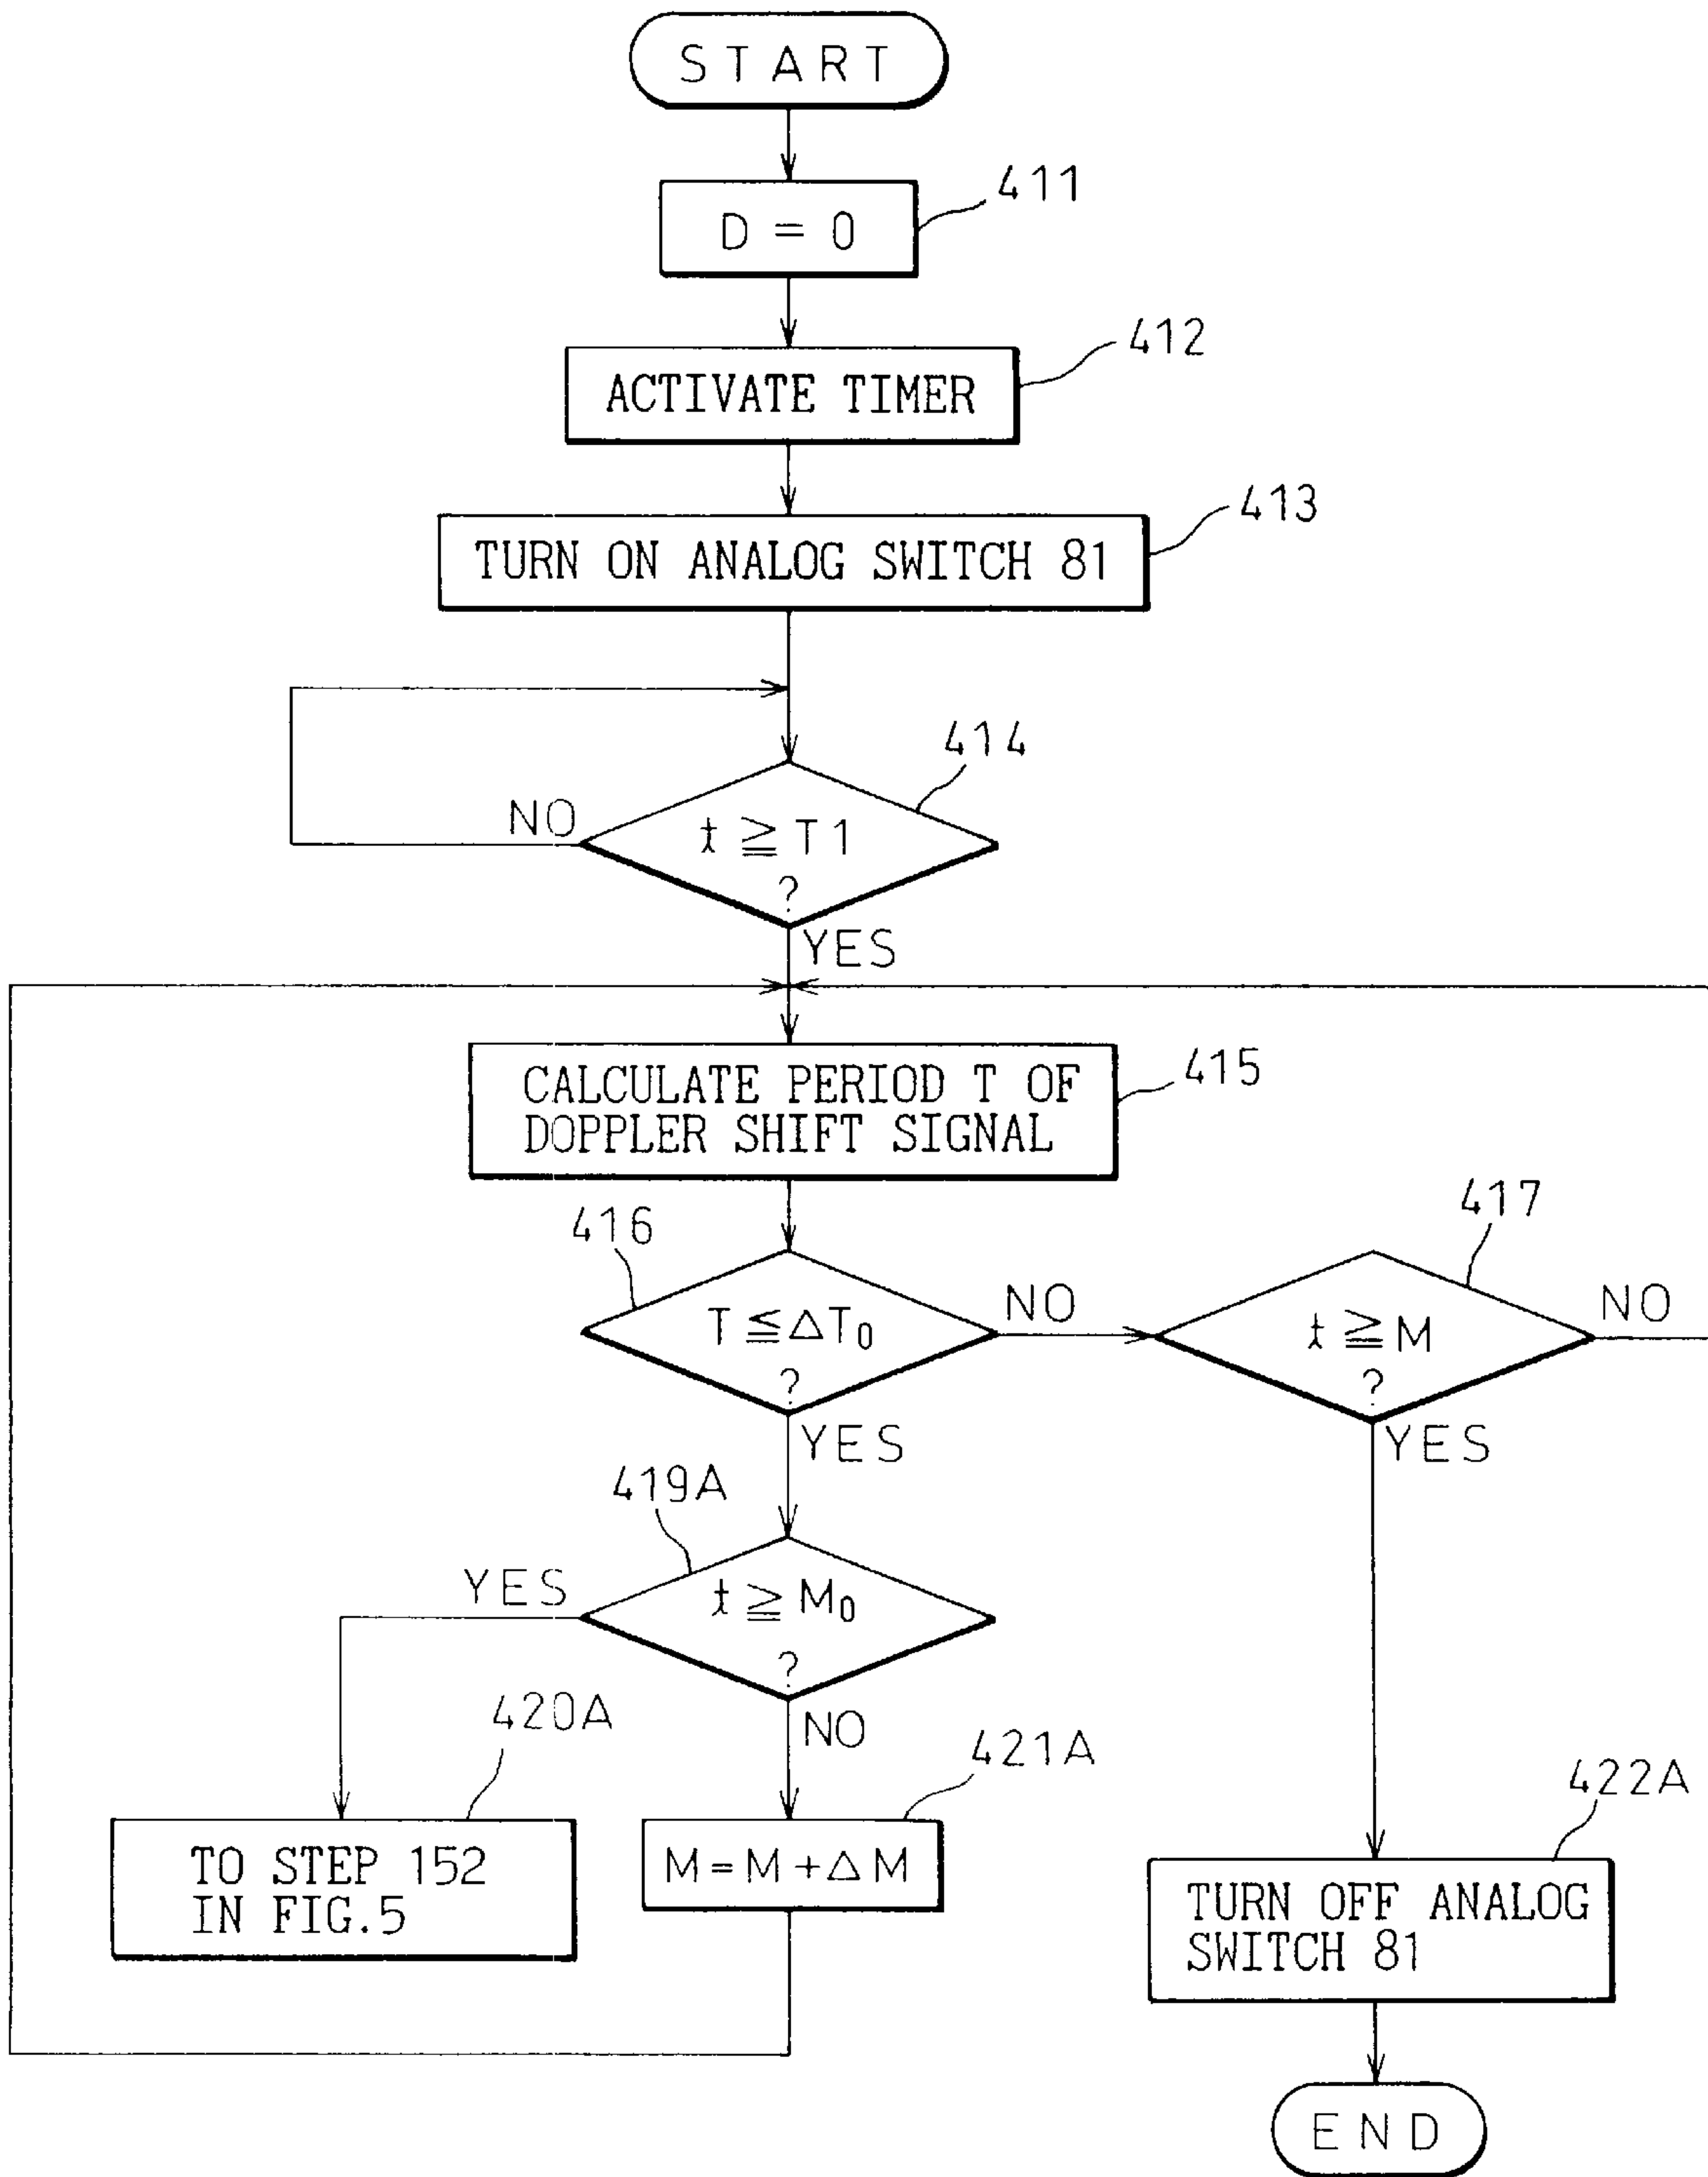 START
411
D = 0
412
ACTIVATE TIMER
413
TURN ON ANALOG SWITCH 81
414
NO
t ≧ T1
?
YES
415
CALCULATE PERIOD T OF
DOPPLER SHIFT SIGNAL
416
417
T ≦ ΔT₀
?
NO
t ≧ M
?
NO
YES
YES
419A
YES
t ≧ M₀
?
NO
420A
421A
422A
TO STEP 152
IN FIG.5
M = M + ΔM
TURN OFF ANALOG
SWITCH 81
END